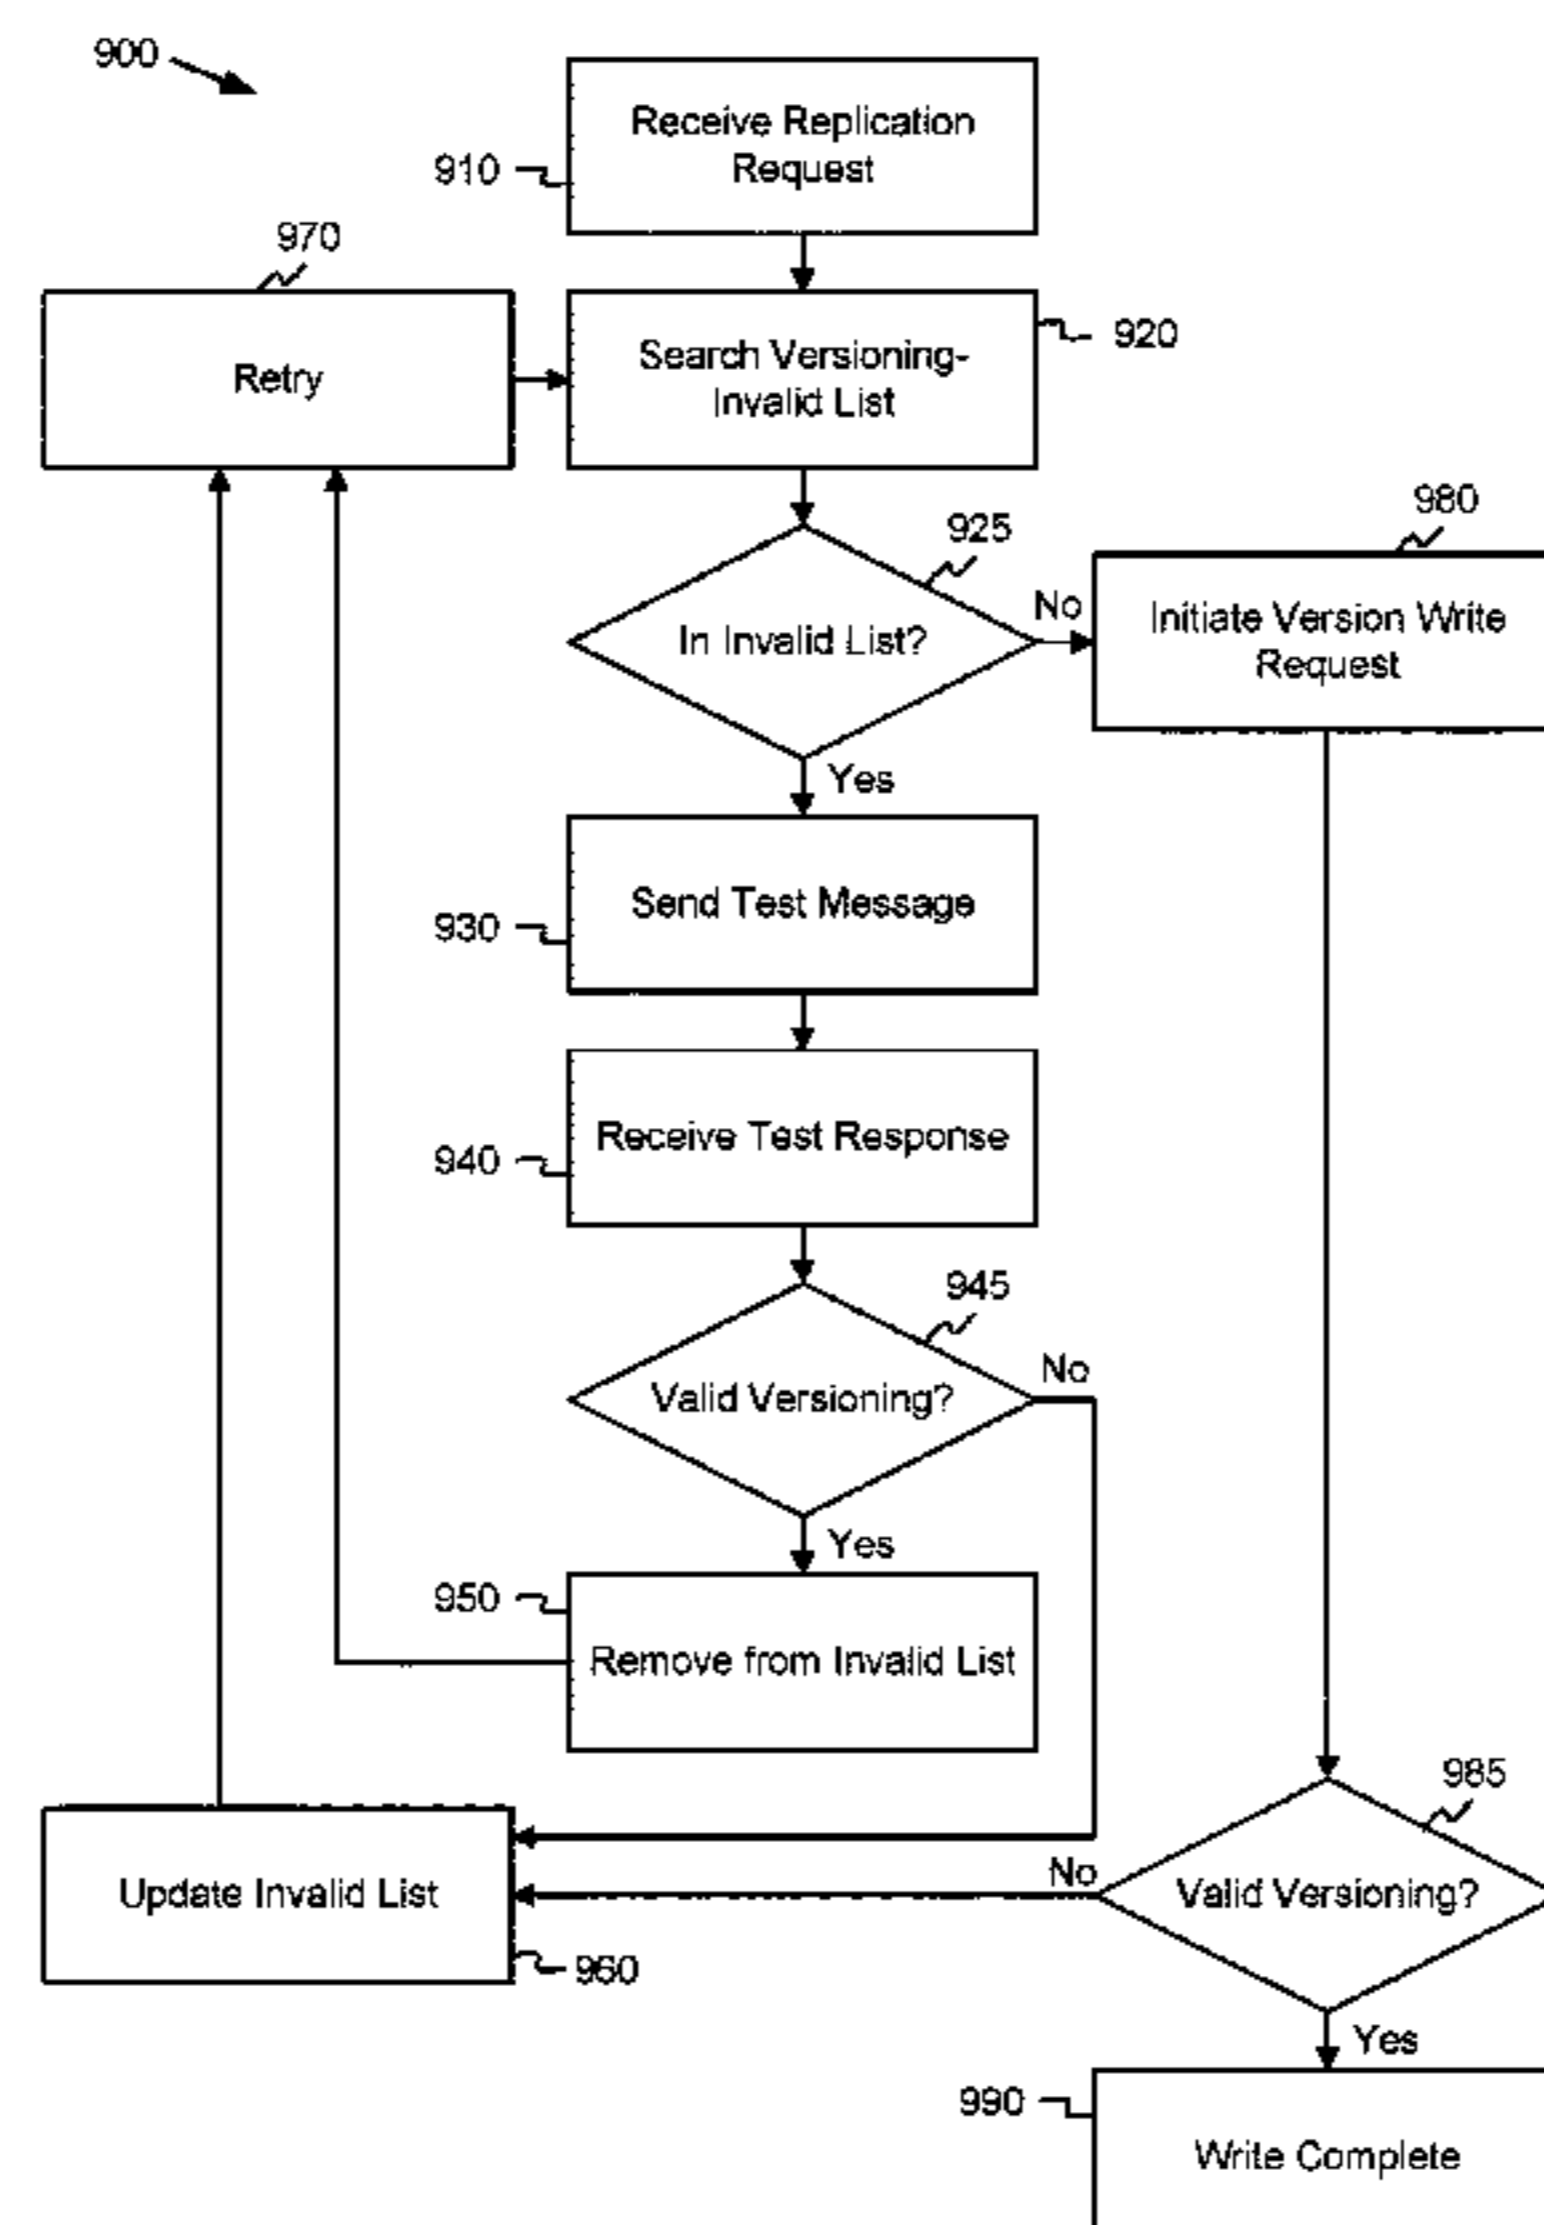 900
Receive Replication
Request
910
970
Retry
Search Versioning-
Invalid List
920
925
In Invalid List?
No
980
Initiate Version Write
Request
Yes
Send Test Message
930
Receive Test Response
940
945
Valid Versioning?
No
Yes
950
Remove from Invalid List
985
Update Invalid List
No
Valid Versioning?
960
Yes
990
Write Complete